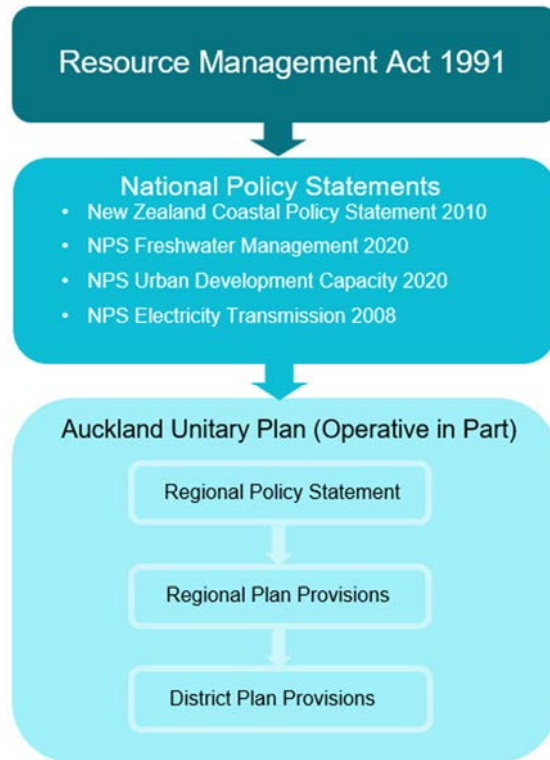 Resource Management Act 1991
National Policy Statements
• New Zealand Coastal Policy Statement 2010
• NPS Freshwater Management 2020
• NPS Urban Development Capacity 2020
• NPS Electricity Transmission 2008
Auckland Unitary Plan (Operative in Part)
Regional Policy Statement
Regional Plan Provisions
District Plan Provisions